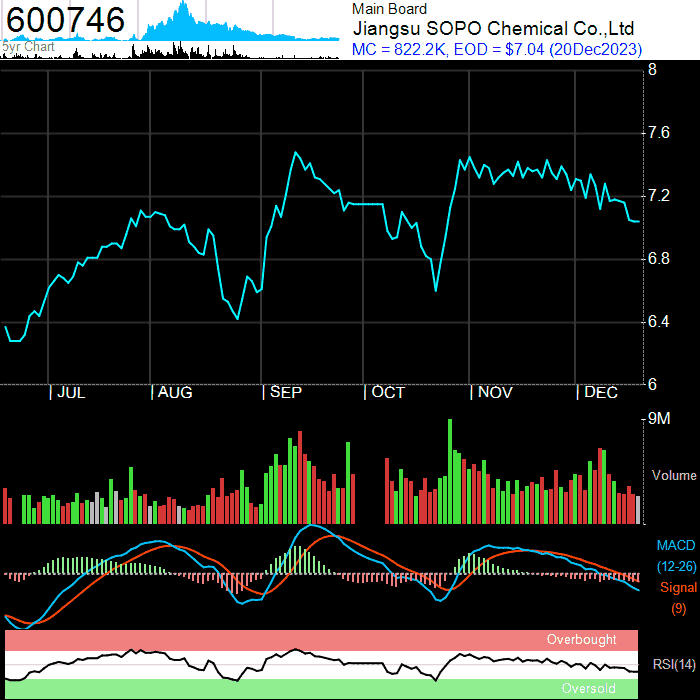 600746
5yr Chart
Main Board
Jiangsu SOPO Chemical Co.,Ltd
MC = 822.2K, EOD = $7.04 (20Dec2023)
8
7.6
7.2
6.8
6.4
6
| JUL | AUG | SEP | OCT | NOV | DEC
9M
Volume
MACD
(12-26)
Signal
(9)
Overbought
RSI(14)
Oversold